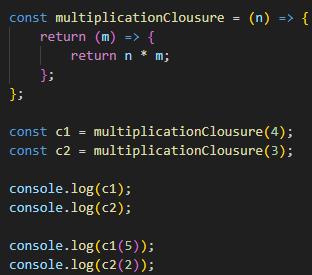 const multiplicationClousure = (n) => {
    return (m) => {
        return n * m;
    };
};

const c1 = multiplicationClousure(4);
const c2 = multiplicationClousure(3);

console.log(c1);
console.log(c2);

console.log(c1(5));
console.log(c2(2));